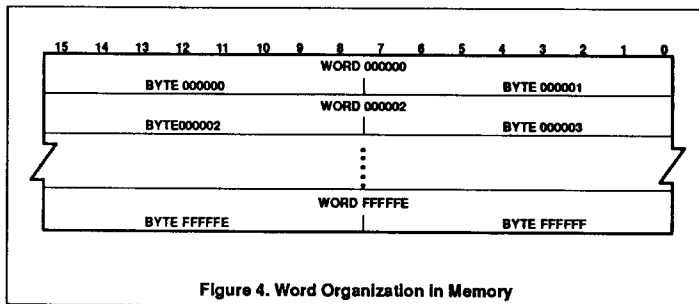 15 14 13 12 11 10 9 8 7 6 5 4 3 2 1 0
WORD 000000
BYTE 000000 BYTE 000001
WORD 000002
BYTE000002 BYTE 000003
WORD FFFFFE
BYTE FFFFFE BYTE FFFFFF
Figure 4. Word Organization in Memory